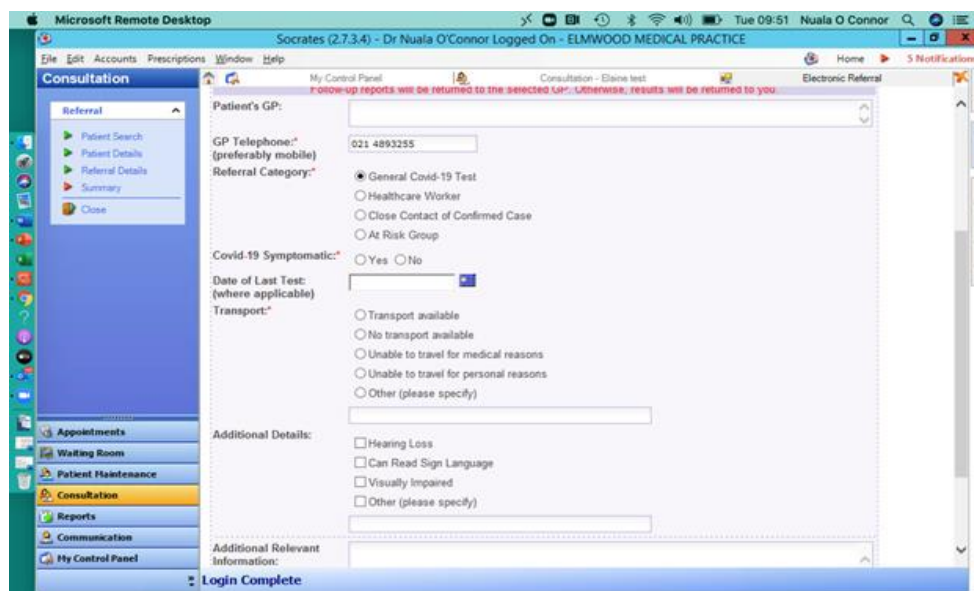 Microsoft Remote Desktop Tue 09:51 Nuala O Connor
Socrates (2.7.3.4) - Dr Nuala O'Connor Logged On - ELMWOOD MEDICAL PRACTICE
File Edit Accounts Prescriptions Window Help Home 5 Notification
Consultation
My Control Panel Consultation - Elaine test Electronic Referral
Follow-up reports will be returned to the selected GP. Otherwise, results will be returned to you.
Referral
Patient Search
Patient Details
Referral Details
Summary
Close
Appointments
Waiting Room
Patient Maintenance
Consultation
Reports
Communication
My Control Panel
Patient's GP:
GP Telephone:* 021 4893255
(preferably mobile)
Referral Category:*
General Covid-19 Test
Healthcare Worker
Close Contact of Confirmed Case
At Risk Group
Covid-19 Symptomatic:* Yes No
Date of Last Test:
(where applicable)
Transport:*
Transport available
No transport available
Unable to travel for medical reasons
Unable to travel for personal reasons
Other (please specify)
Additional Details:
Hearing Loss
Can Read Sign Language
Visually Impaired
Other (please specify)
Additional Relevant
Information:
Login Complete